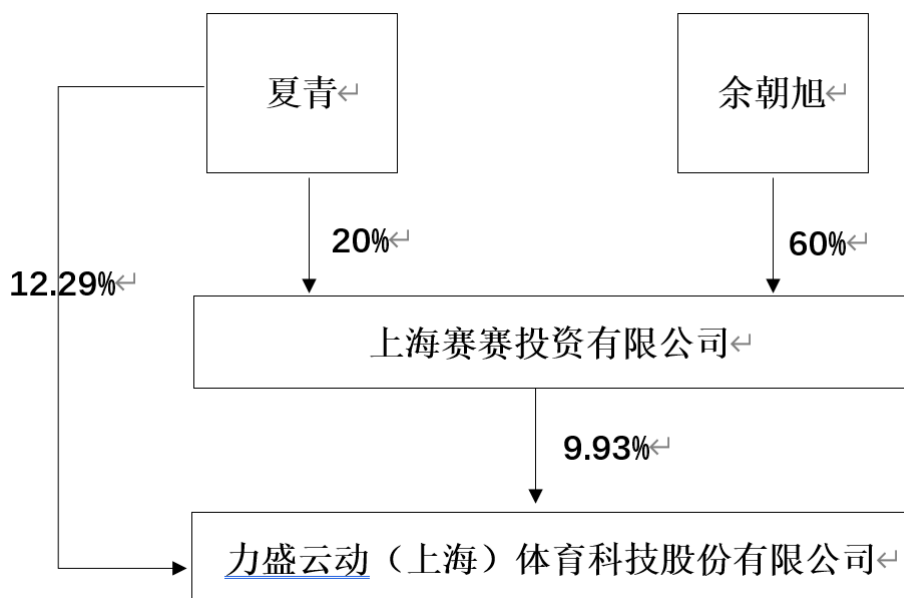 夏青
余朝旭
20%
60%
12.29%
上海赛赛投资有限公司
9.93%
力盛云动（上海）体育科技股份有限公司